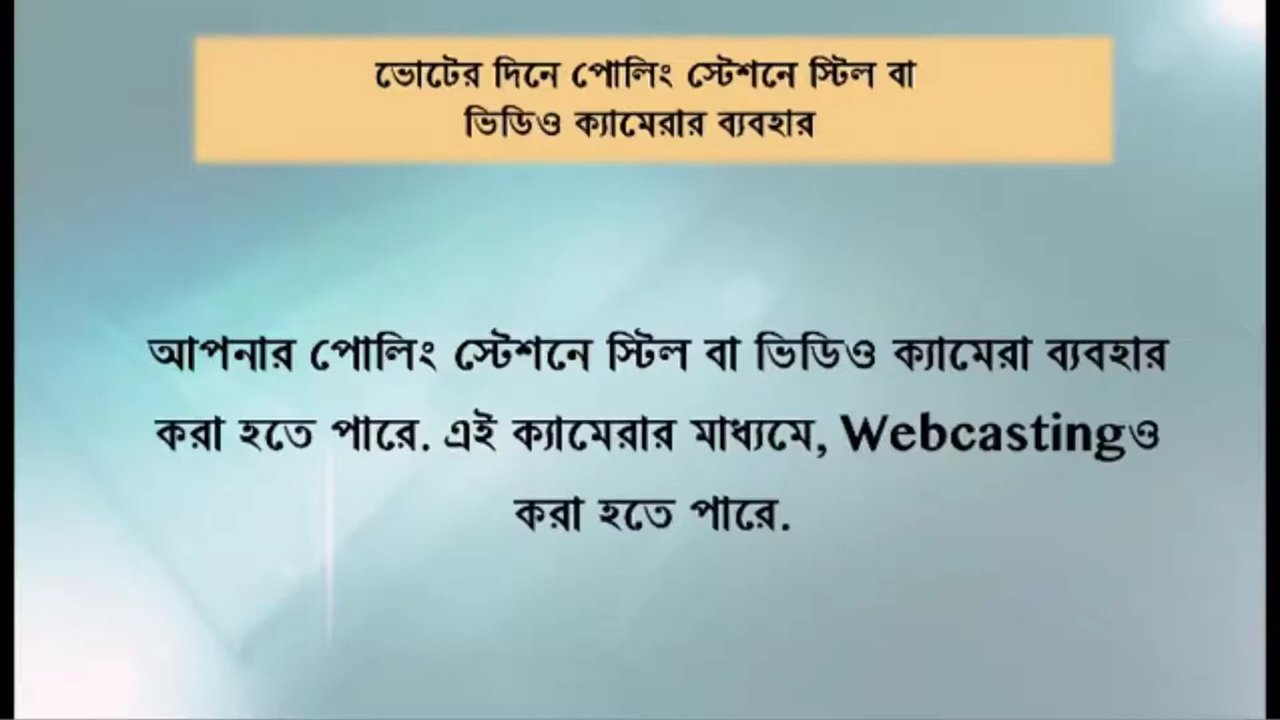 ভোটের দিনে পোলিং স্টেশনে স্টিল বা
ভিডিও ক্যামেরার ব্যবহার
আপনার পোলিং স্টেশনে স্টিল বা ভিডিও ক্যামেরা ব্যবহার
করা হতে পারে. এই ক্যামেরার মাধ্যমে, Webcastingও
করা হতে পারে.